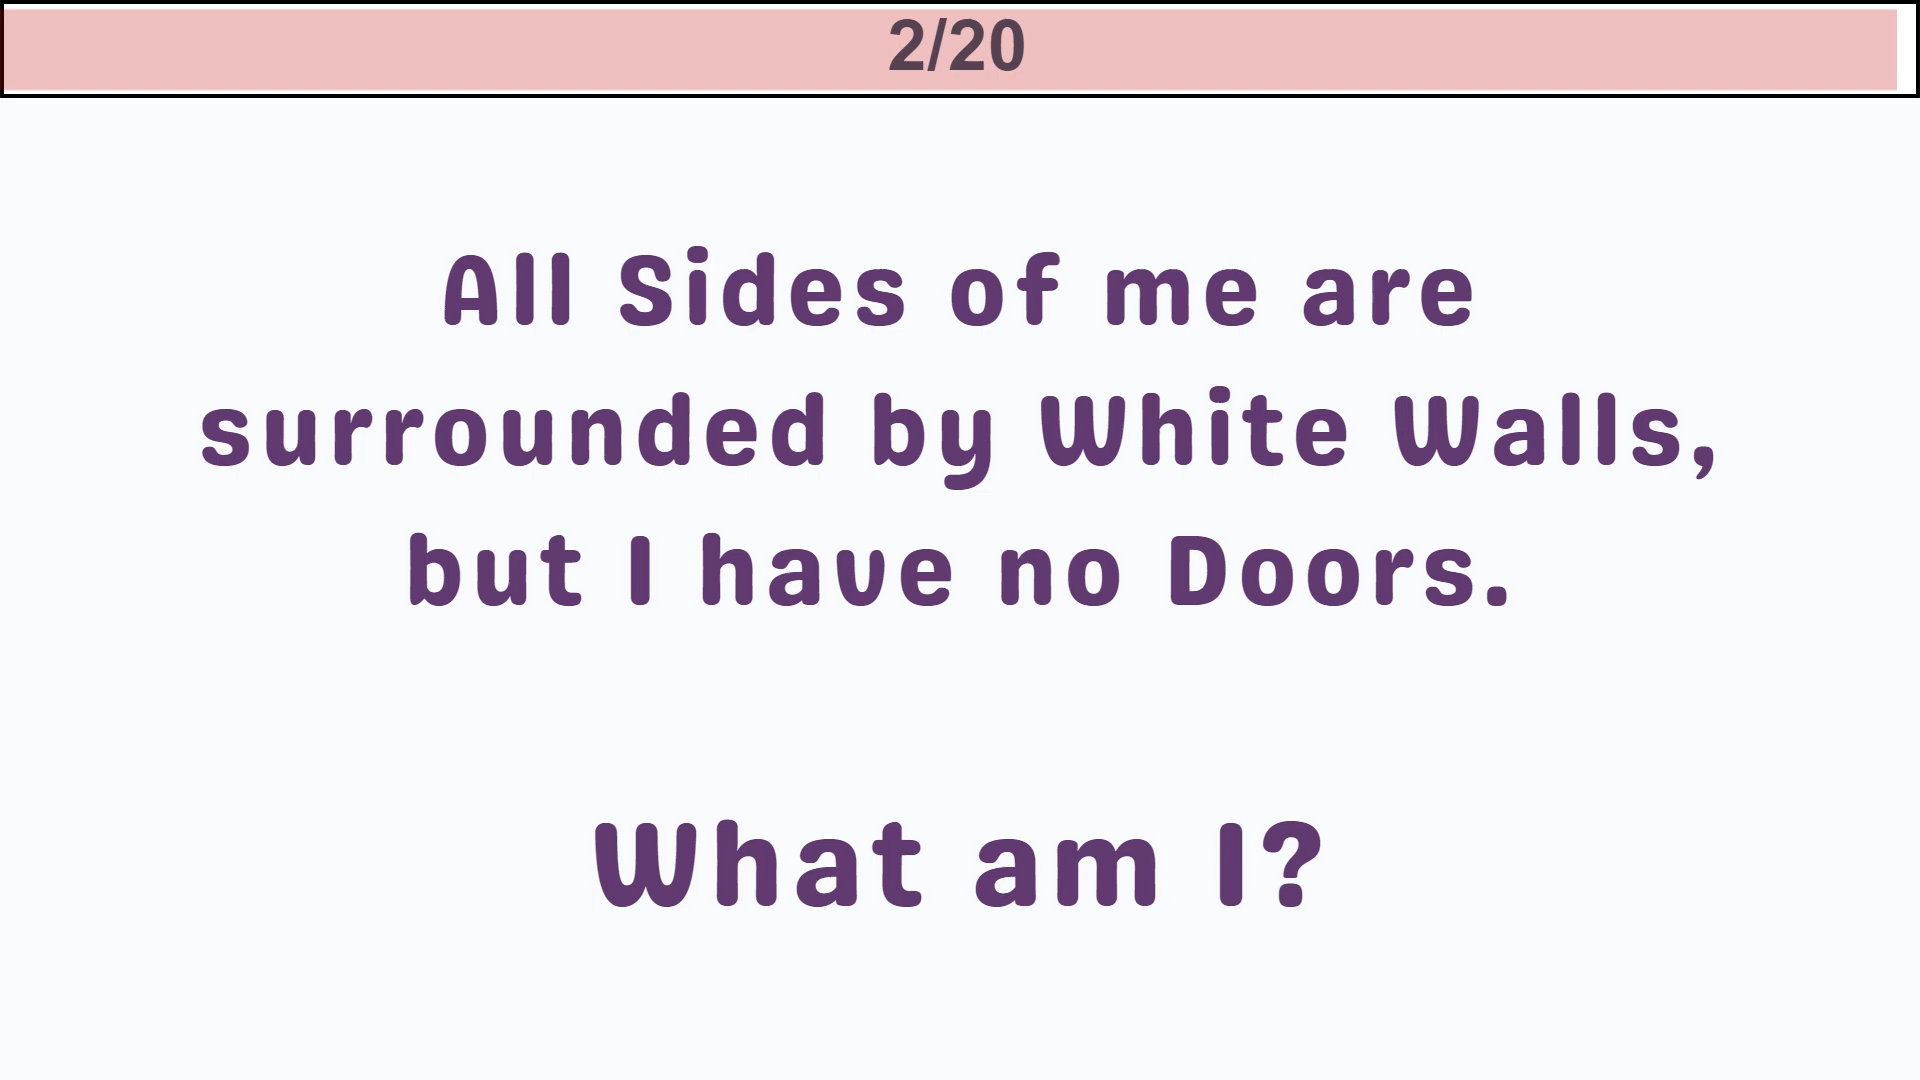 2/20
All Sides of me are
surrounded by White Walls,
but I have no Doors.
What am I?